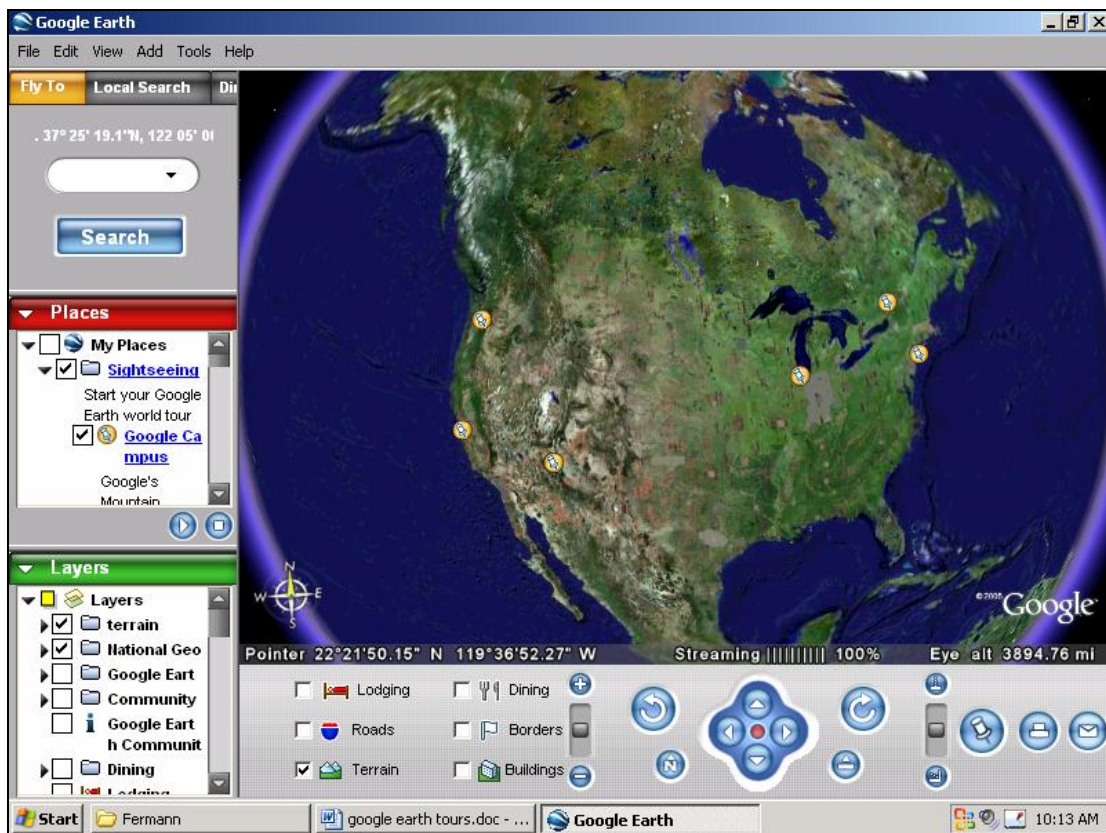 Google Earth
File Edit View Add Tools Help
Fly To Local Search Di
. 37° 25' 19.1"N, 122 05' 0
Search
Places
My Places
Sightseeing
Start your Google
Earth world tour
Google Ca
mpus
Google's
Mountain
Layers
Layers
terrain
National Geo
Google Eart
Community
Google Eart
h Communit
Dining
Lodging
N
W E
S
© 2005 Google
Pointer 22°21'50.15" N 119°36'52.27" W Streaming |||||||||| 100% Eye alt 3894.76 mi
Lodging Dining
Roads Borders
Terrain Buildings
N
Start Fermann google earth tours.doc - ... Google Earth 10:13 AM